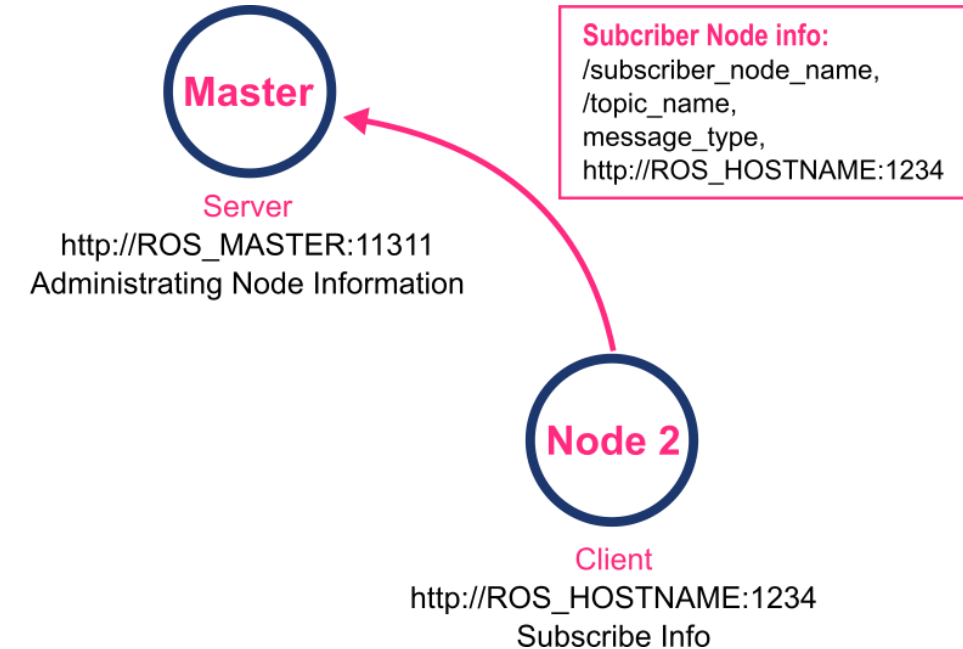 Master
Server
http://ROS_MASTER:11311
Administrating Node Information
Subcriber Node info:
/subscriber_node_name,
/topic_name,
message_type,
http://ROS_HOSTNAME:1234
Node 2
Client
http://ROS_HOSTNAME:1234
Subscribe Info